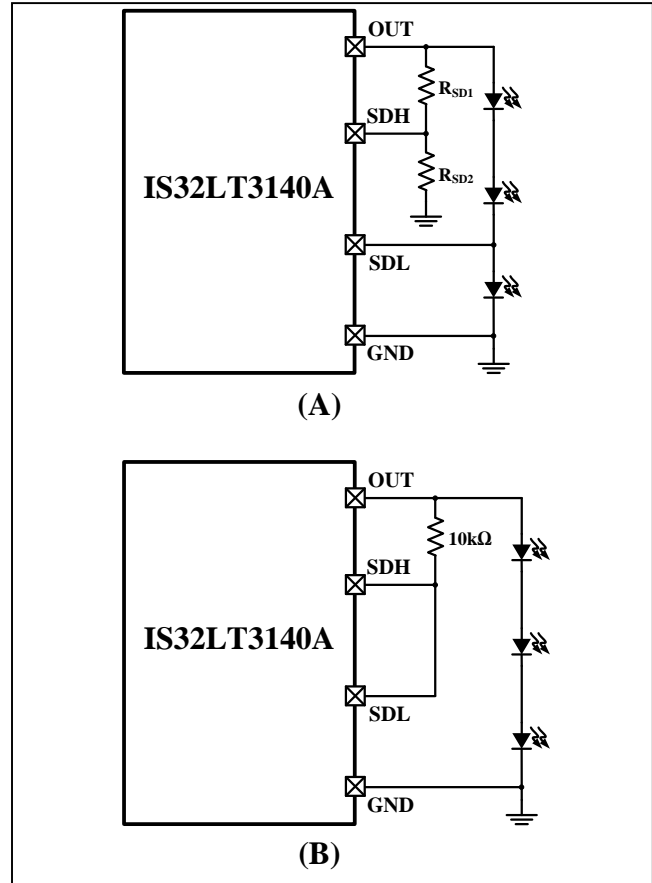 OUT
R_SD1
SDH
R_SD2
IS32LT3140A
SDL
GND
(A)
OUT
10kΩ
SDH
IS32LT3140A
SDL
GND
(B)